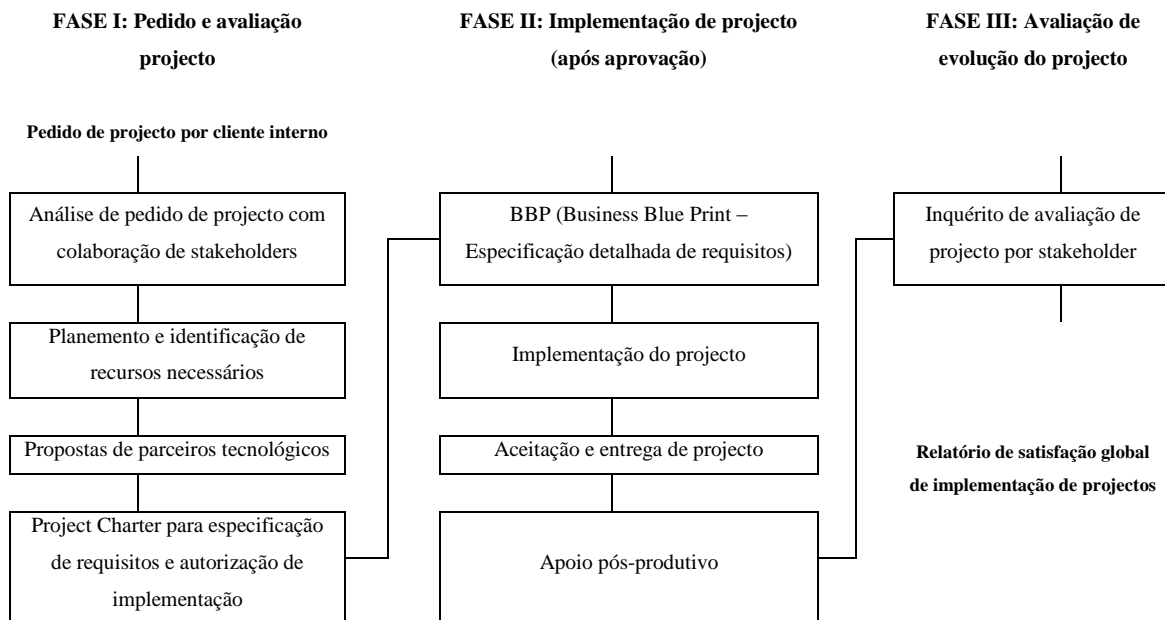 FASE I: Pedido e avaliação
projecto
Pedido de projecto por cliente interno
Análise de pedido de projecto com
colaboração de stakeholders
Planemento e identificação de
recursos necessários
Propostas de parceiros tecnológicos
Project Charter para especificação
de requisitos e autorização de
implementação
FASE II: Implementação de projecto
(após aprovação)
BBP (Business Blue Print –
Especificação detalhada de requisitos)
Implementação do projecto
Aceitação e entrega de projecto
Apoio pós-produtivo
FASE III: Avaliação de
evolução do projecto
Inquérito de avaliação de
projecto por stakeholder
Relatório de satisfação global
de implementação de projectos